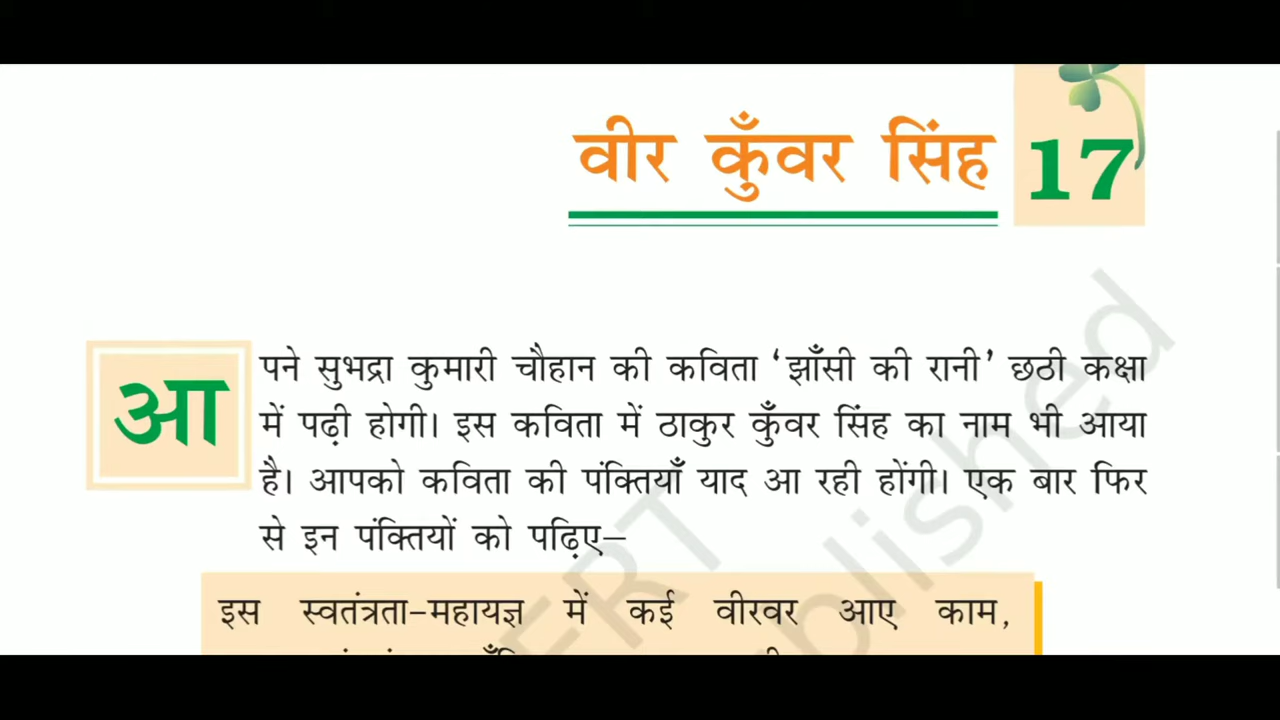 वीर कुँवर सिंह 17
आपने सुभद्रा कुमारी चौहान की कविता ‘झाँसी की रानी’ छठी कक्षा
में पढ़ी होगी। इस कविता में ठाकुर कुँवर सिंह का नाम भी आया
है। आपको कविता की पंक्तियाँ याद आ रही होंगी। एक बार फिर
से इन पंक्तियों को पढ़िए–
इस स्वतंत्रता–महायज्ञ में कई वीरवर आए काम,